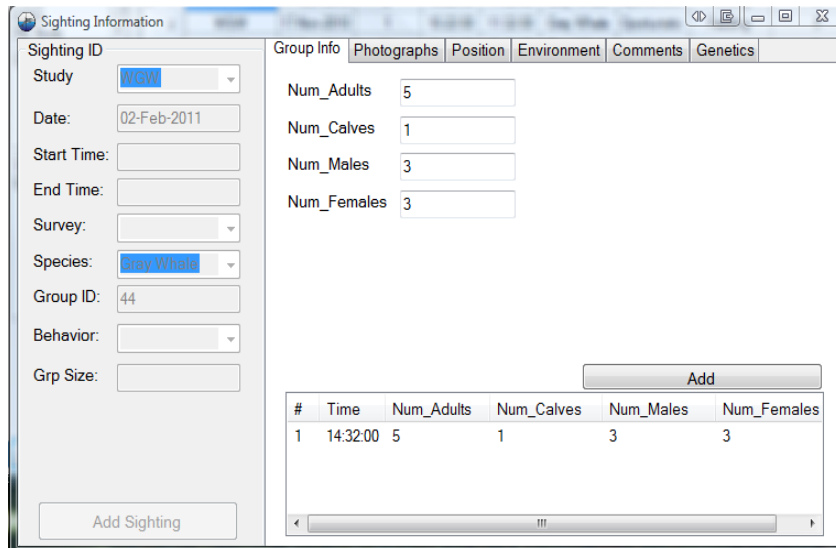 Sighting Information
Sighting ID
Study WGW
Date: 02-Feb-2011
Start Time:
End Time:
Survey:
Species: Gray Whale
Group ID: 44
Behavior:
Grp Size:
Add Sighting
Group Info Photographs Position Environment Comments Genetics
Num_Adults 5
Num_Calves 1
Num_Males 3
Num_Females 3
Add
# Time Num_Adults Num_Calves Num_Males Num_Females
1 14:32:00 5 1 3 3